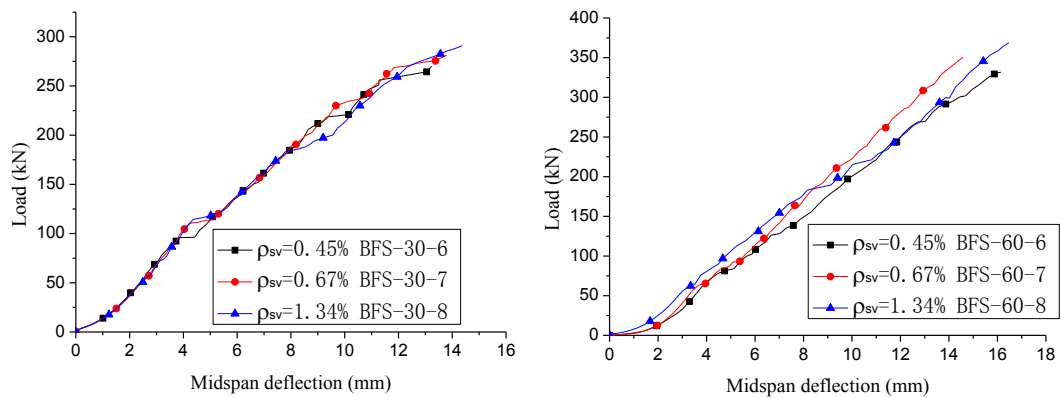 300
250
200
150
100
50
0
Load (kN)
ρsv=0.45% BFS-30-6
ρsv=0.67% BFS-30-7
ρsv=1.34% BFS-30-8
0 2 4 6 8 10 12 14 16
Midspan deflection (mm)
400
350
300
250
200
150
100
50
0
Load (kN)
ρsv=0.45% BFS-60-6
ρsv=0.67% BFS-60-7
ρsv=1.34% BFS-60-8
0 2 4 6 8 10 12 14 16 18
Midspan deflection (mm)